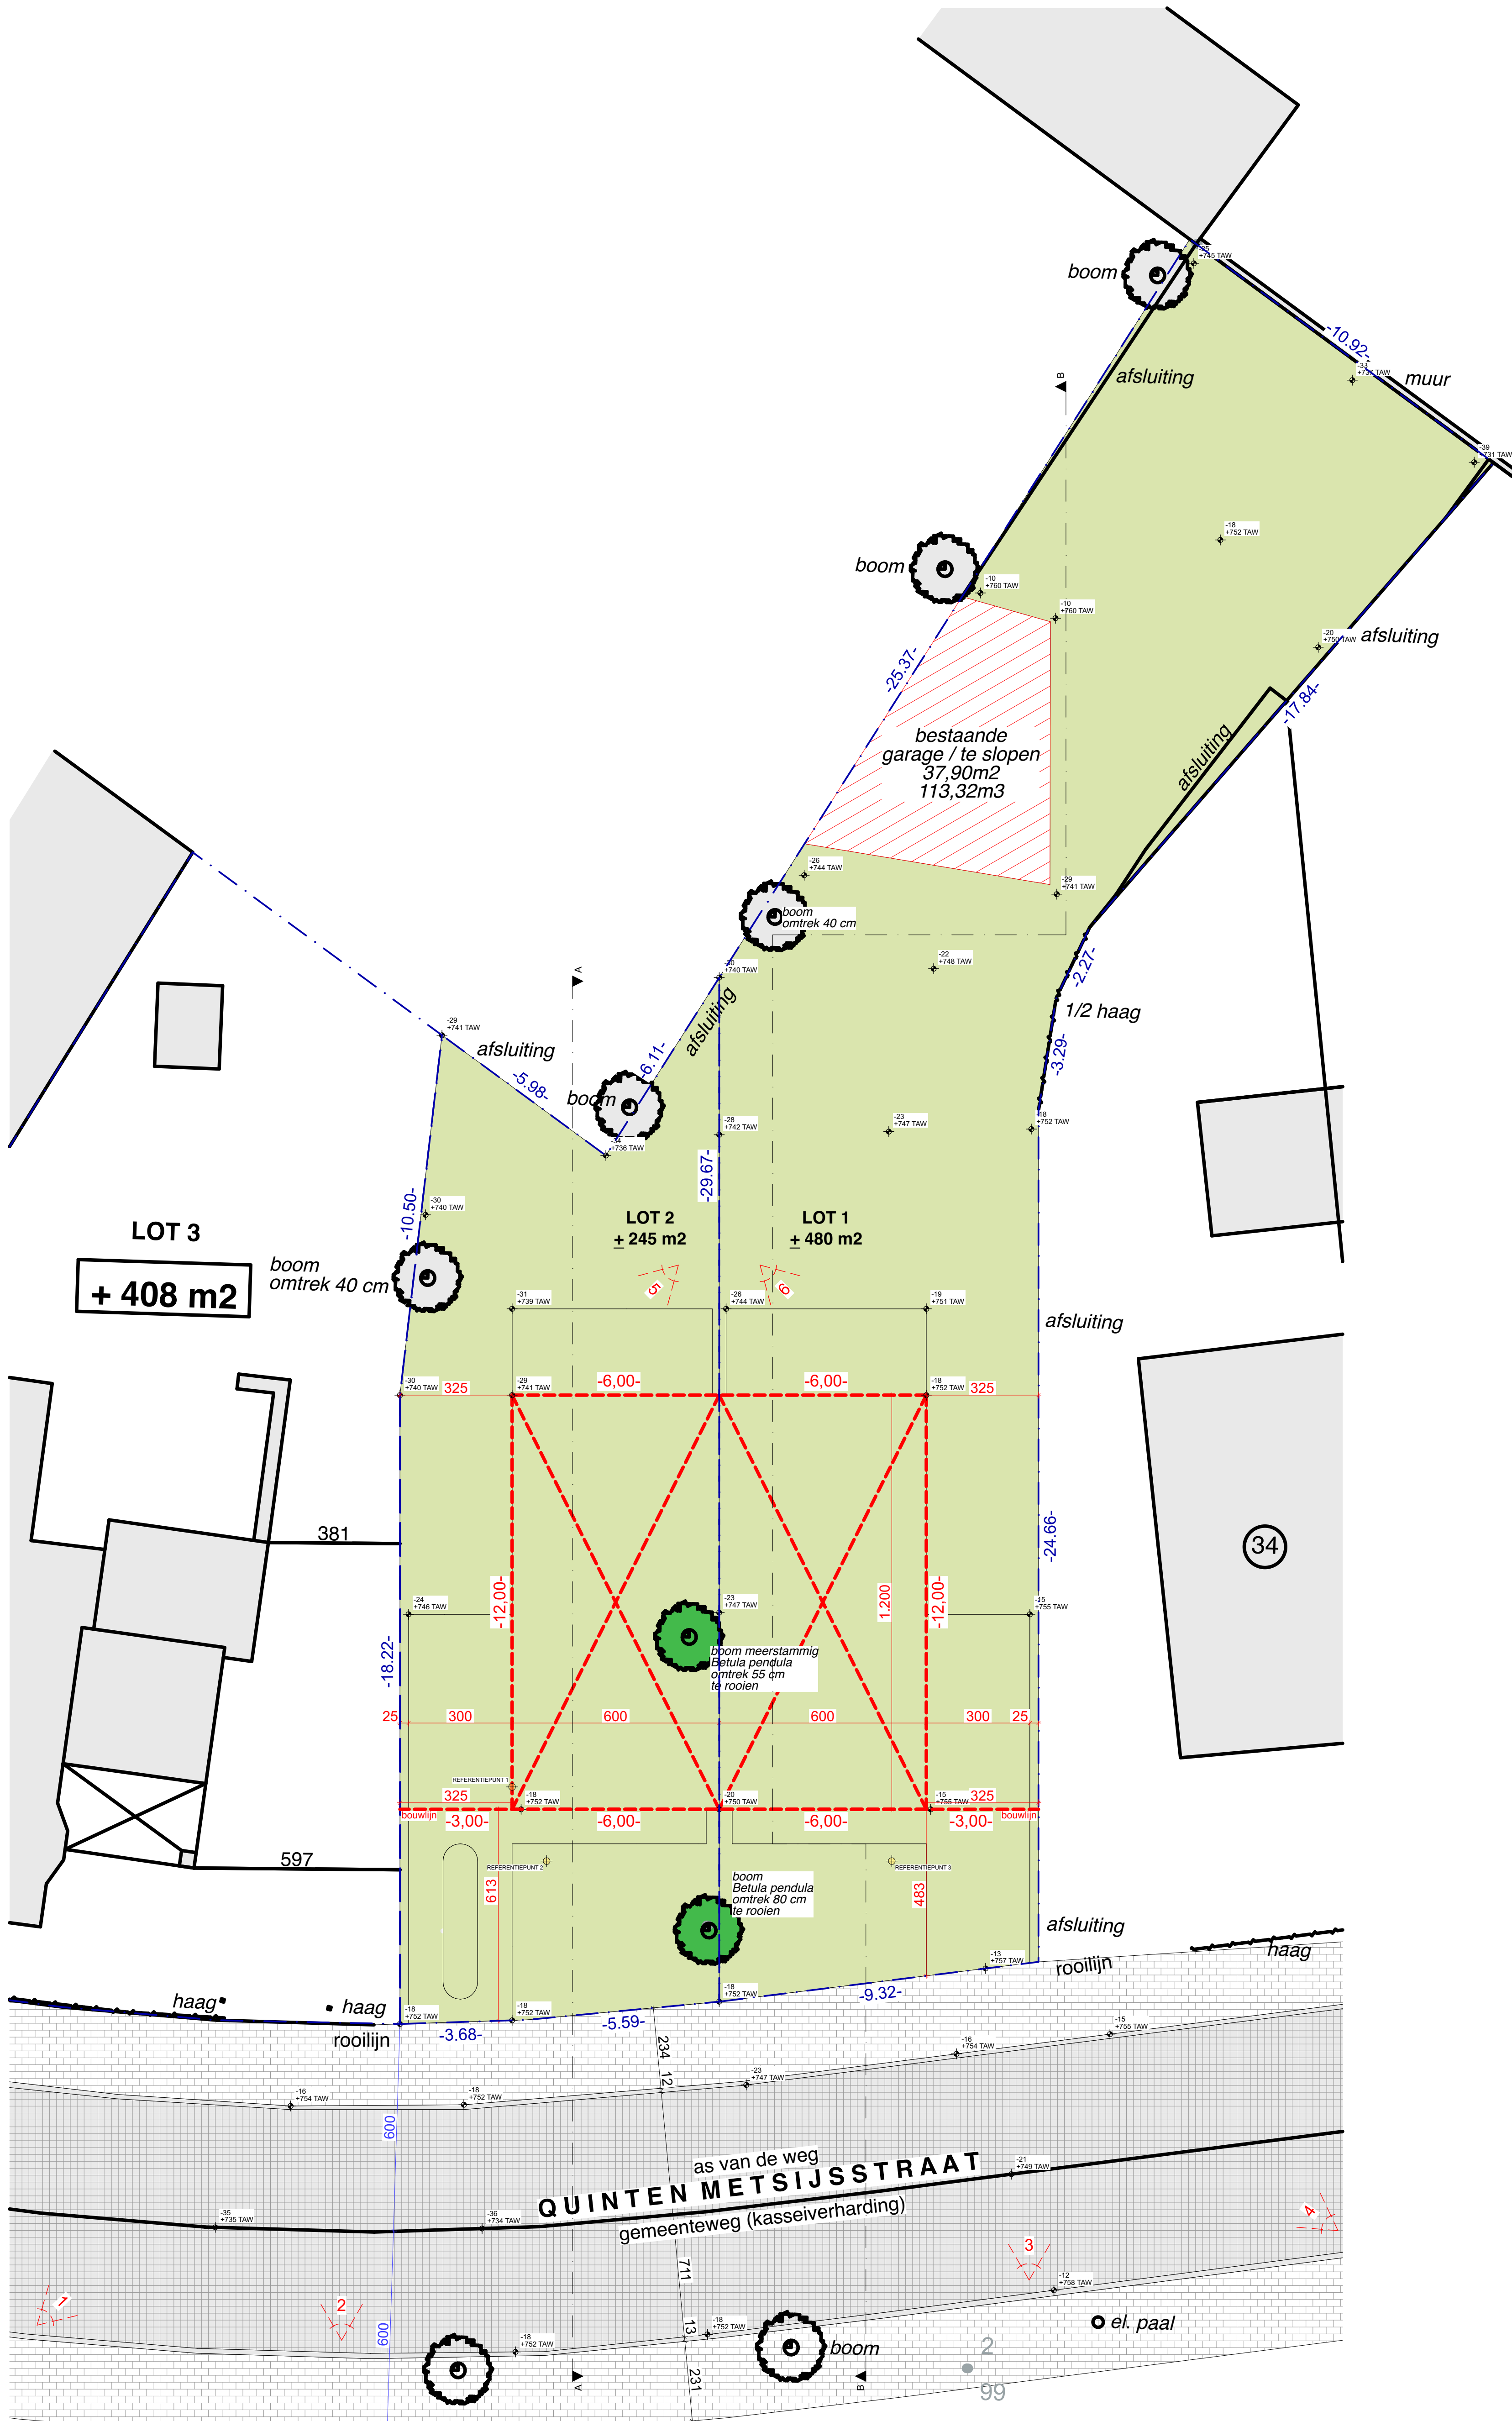 -25
+745 TAW
boom
-10.92-
-33
+737 TAW
muur
afsluiting
B
-39
+731 TAW
-18
+752 TAW
boom
-10
+760 TAW
-10
+760 TAW
-20
+750 TAW
afsluiting
-25.37-
-17.84-
bestaande
garage / te slopen
37,90m2
113,32m3
afsluiting
-26
+744 TAW
-29
+741 TAW
boom
omtrek 40 cm
-22
+748 TAW
-30
+740 TAW
A
-2.27-
1/2 haag
afsluiting
-29
+741 TAW
afsluiting
-6.11-
-3.29-
-5.98-
boom
-34
+736 TAW
-28
+742 TAW
-23
+747 TAW
-18
+752 TAW
-29.67-
-10.50-
-30
+740 TAW
LOT 3
+ 408 m2
LOT 2
+ 245 m2
LOT 1
+ 480 m2
boom
omtrek 40 cm
5
6
-31
+739 TAW
-26
+744 TAW
-19
+751 TAW
afsluiting
-30
+740 TAW
325
-29
+741 TAW
-6,00-
-6,00-
-18
+752 TAW
325
381
-24.66-
34
-24
+746 TAW
-12,00-
-23
+747 TAW
1.200
-12,00-
-15
+755 TAW
-18.22-
boom meerstammig
Betula pendula
omtrek 55 cm
te rooien
25
300
600
600
300
25
REFERENTIEPUNT 1
325
-18
+752 TAW
-20
+750 TAW
-15
+755 TAW
325
bouwlijn
-3,00-
-6,00-
-6,00-
-3,00-
bouwlijn
597
REFERENTIEPUNT 2
REFERENTIEPUNT 3
613
boom
Betula pendula
omtrek 80 cm
te rooien
483
afsluiting
-13
+757 TAW
rooilijn
haag
haag
haag
-18
+752 TAW
-18
+752 TAW
-18
+752 TAW
-9.32-
rooilijn
-3.68-
-5.59-
-15
+755 TAW
234
-16
+754 TAW
12
-23
+747 TAW
-16
+754 TAW
-18
+752 TAW
600
as van de weg
QUINTEN METSIJSSTRAAT
gemeenteweg (kasseiverharding)
-21
+749 TAW
-35
+735 TAW
-36
+734 TAW
4
3
711
-12
+758 TAW
1
2
600
13
-18
+752 TAW
-18
+752 TAW
boom
el. paal
2
99
A
B
231